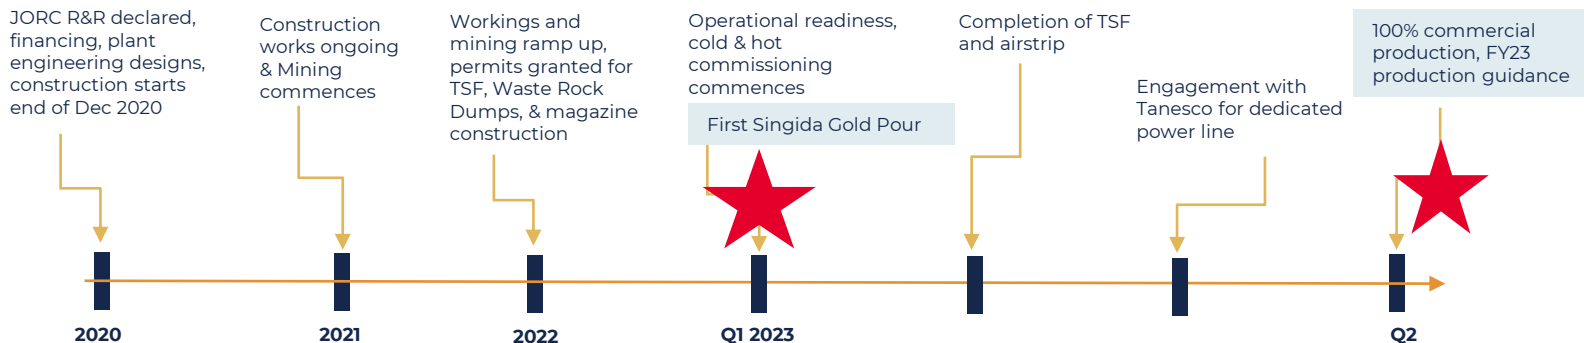 JORC R&R declared,
financing, plant
engineering designs,
construction starts
end of Dec 2020
Construction
works ongoing
& Mining
commences
Workings and
mining ramp up,
permits granted for
TSF, Waste Rock
Dumps, & magazine
construction
Operational readiness,
cold & hot
commissioning
commences
First Singida Gold Pour
Completion of TSF
and airstrip
Engagement with
Tanesco for dedicated
power line
100% commercial
production, FY23
production guidance
2020
2021
2022
Q1 2023
Q2